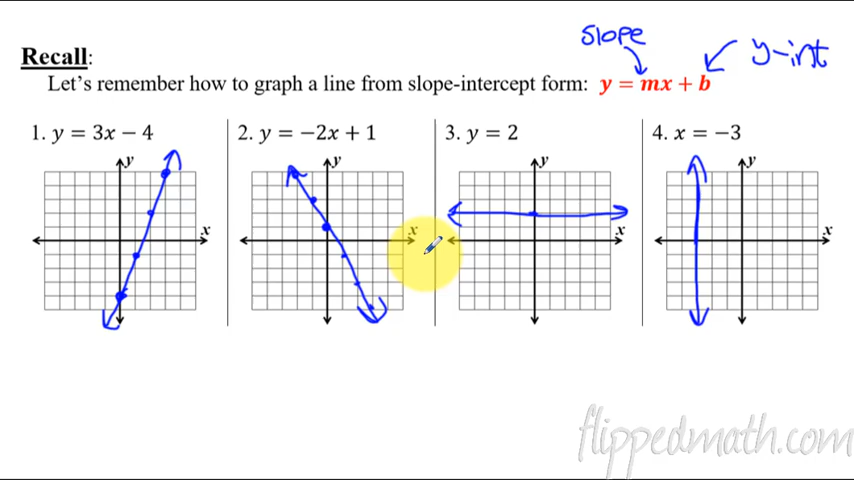 slope
Recall:
y-int
Let's remember how to graph a line from slope-intercept form: y = mx + b
1. y = 3x − 4
2. y = −2x + 1
3. y = 2
4. x = −3
y
y
y
y
x
x
x
x
flippedmath.com